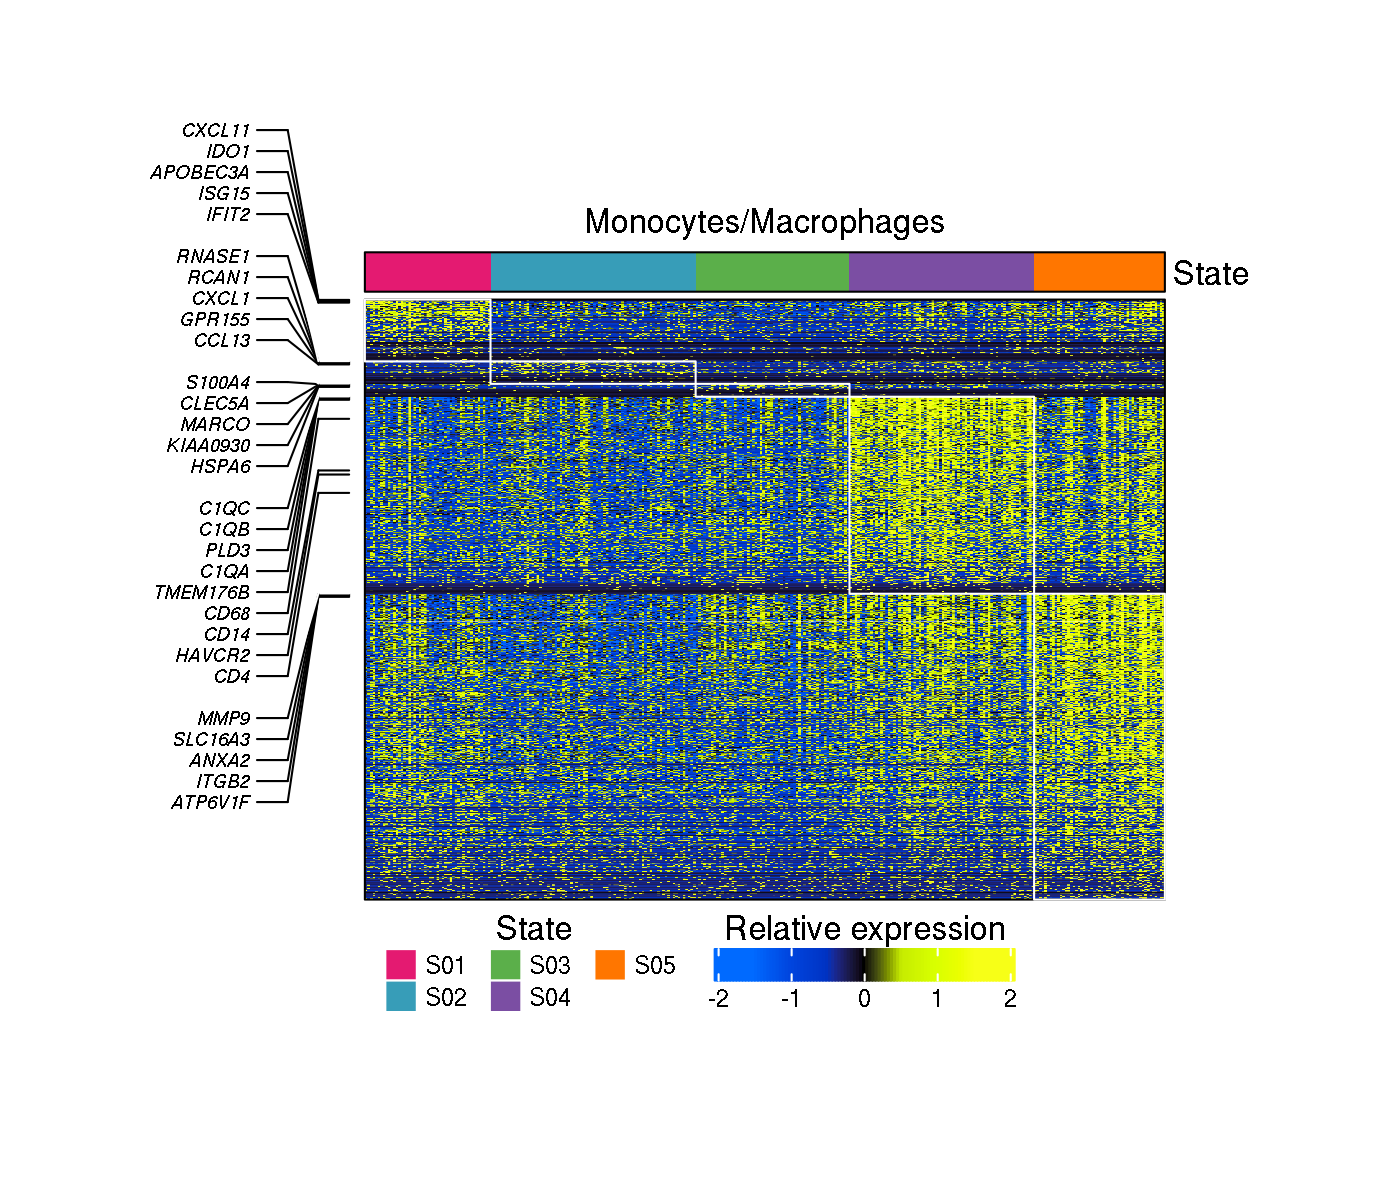 CXCL11
IDO1
APOBEC3A
ISG15
IFIT2
RNASE1
RCAN1
CXCL1
GPR155
CCL13
S100A4
CLEC5A
MARCO
KIAA0930
HSPA6
C1QC
C1QB
PLD3
C1QA
TMEM176B
CD68
CD14
HAVCR2
CD4
MMP9
SLC16A3
ANXA2
ITGB2
ATP6V1F
Monocytes/Macrophages
State
State
S01
S02
S03
S04
S05
Relative expression
-2 -1 0 1 2